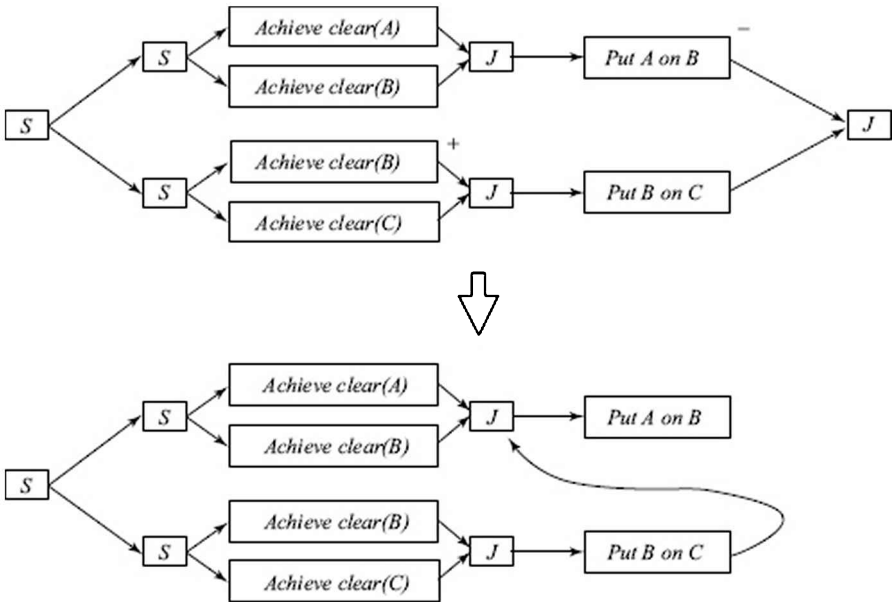 Achieve clear(A)
S
J
Put A on B
−
Achieve clear(B)
S
J
Achieve clear(B)
+
S
J
Put B on C
Achieve clear(C)
Achieve clear(A)
S
J
Put A on B
Achieve clear(B)
S
Achieve clear(B)
S
J
Put B on C
Achieve clear(C)